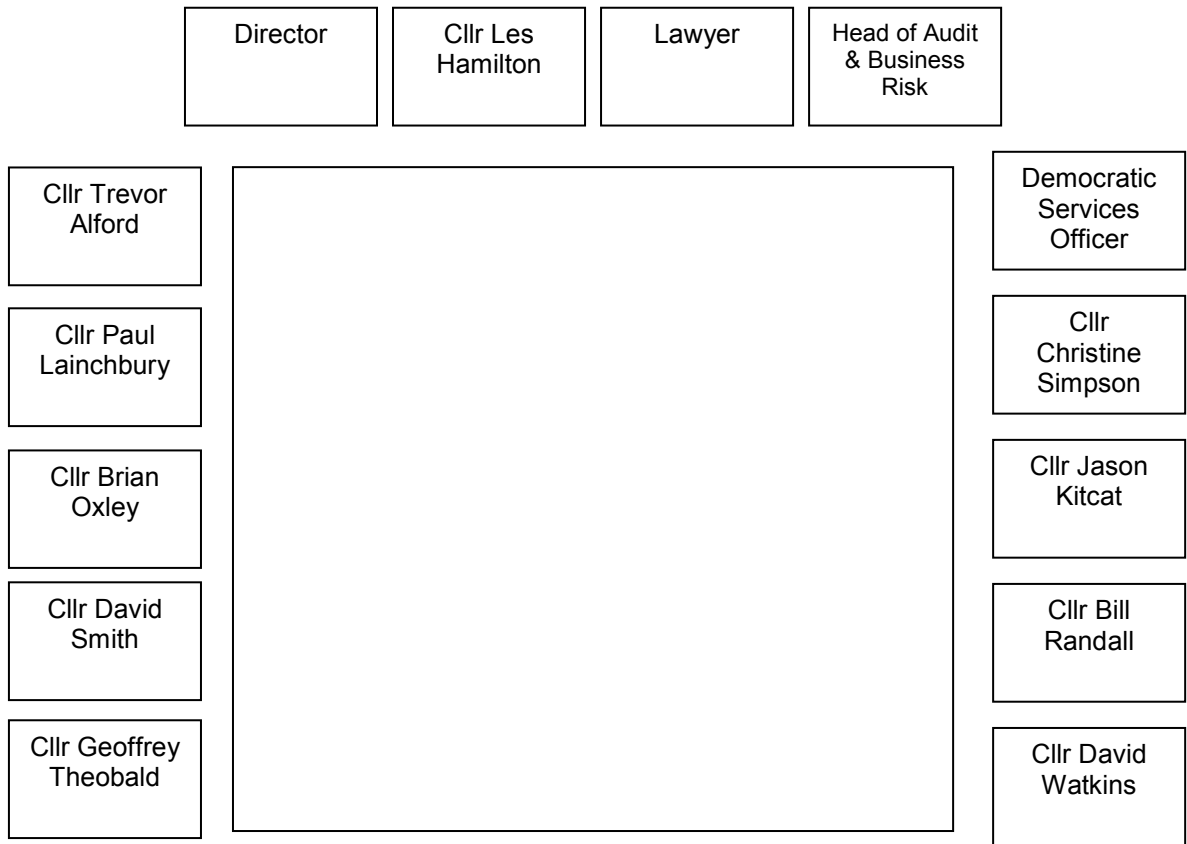 Director
Cllr Les
Hamilton
Lawyer
Head of Audit
& Business
Risk
Cllr Trevor
Alford
Cllr Paul
Lainchbury
Cllr Brian
Oxley
Cllr David
Smith
Cllr Geoffrey
Theobald
Democratic
Services
Officer
Cllr
Christine
Simpson
Cllr Jason
Kitcat
Cllr Bill
Randall
Cllr David
Watkins